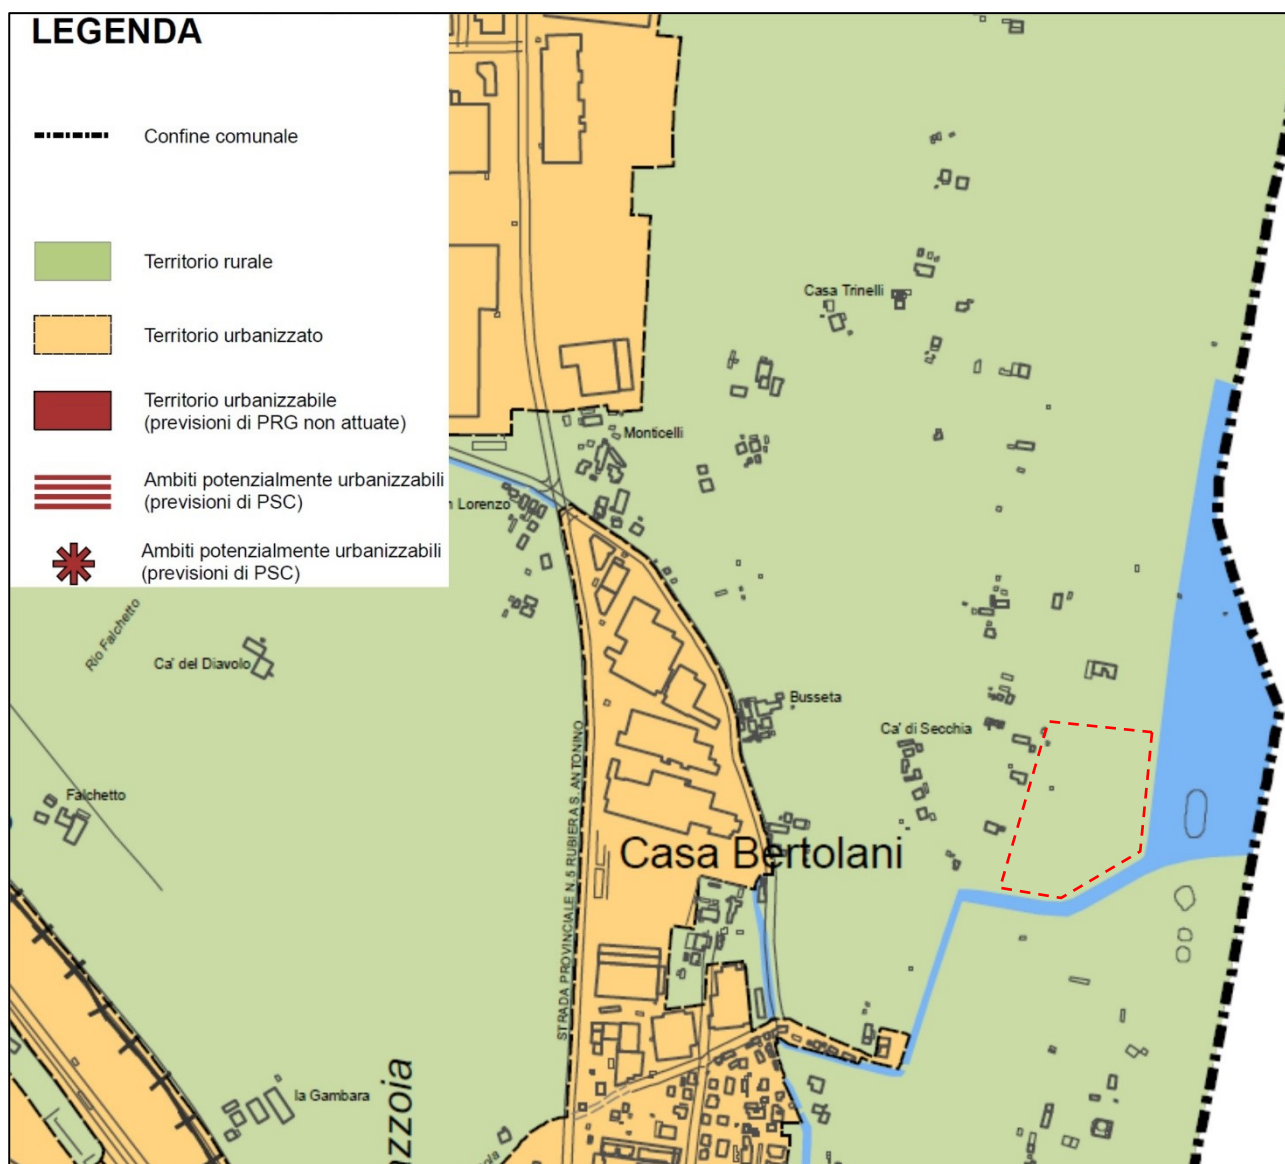 LEGENDA
Confine comunale
Territorio rurale
Territorio urbanizzato
Territorio urbanizzabile
(previsioni di PRG non attuate)
Ambiti potenzialmente urbanizzabili
(previsioni di PSC)
Ambiti potenzialmente urbanizzabili
(previsioni di PSC)
Casa Trinelli
Monticelli
n Lorenzo
Rio Falchetto
Ca' del Diavolo
Busseta
Ca' di Secchia
STRADA PROVINCIALE N.5 RUBIERA S. ANTONINO
Falchetto
Casa Bertolani
la Gambara
azzoia
ola